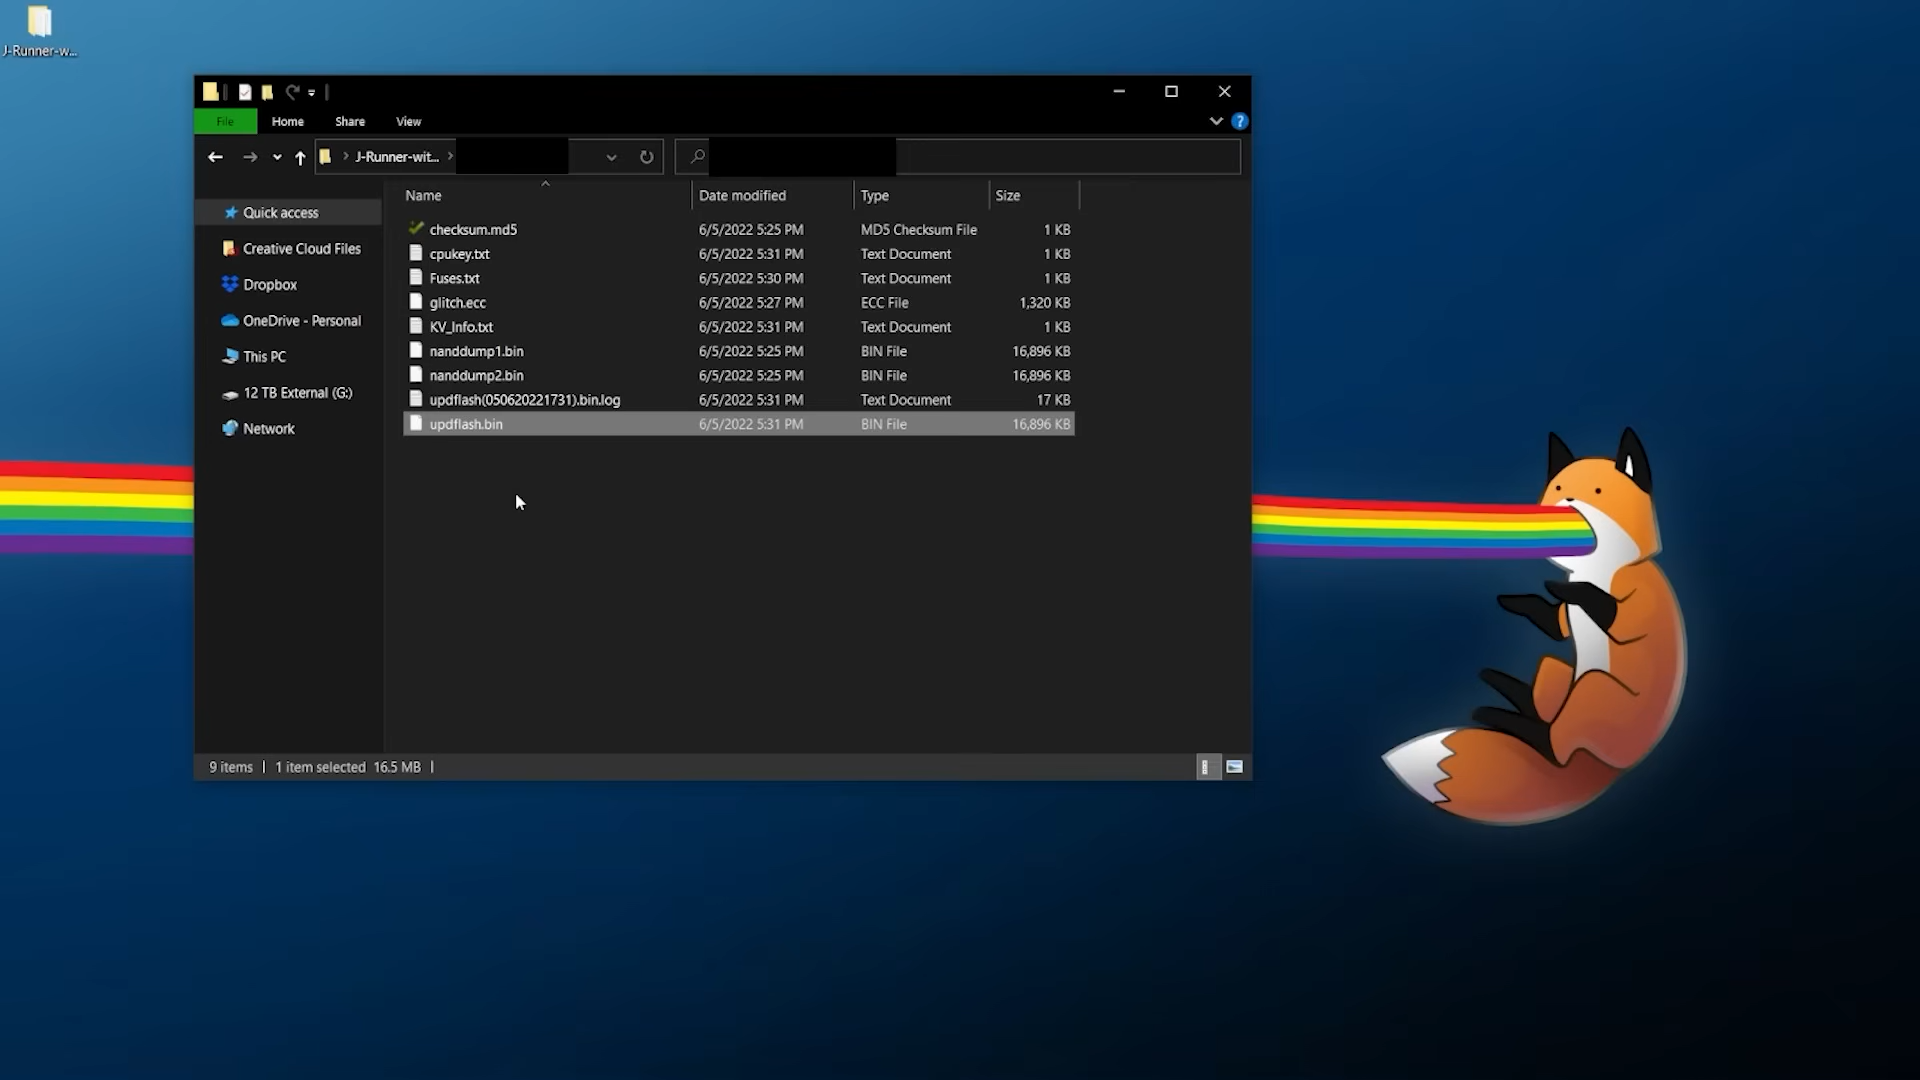 J-Runner-w...
File Home Share View
J-Runner-wit...
Name Date modified Type Size
Quick access
Creative Cloud Files
Dropbox
OneDrive - Personal
This PC
12 TB External (G:)
Network
checksum.md5 6/5/2022 5:25 PM MD5 Checksum File 1 KB
cpukey.txt 6/5/2022 5:31 PM Text Document 1 KB
Fuses.txt 6/5/2022 5:30 PM Text Document 1 KB
glitch.ecc 6/5/2022 5:27 PM ECC File 1,320 KB
KV_Info.txt 6/5/2022 5:31 PM Text Document 1 KB
nanddump1.bin 6/5/2022 5:25 PM BIN File 16,896 KB
nanddump2.bin 6/5/2022 5:25 PM BIN File 16,896 KB
updflash(050620221731).bin.log 6/5/2022 5:31 PM Text Document 17 KB
updflash.bin 6/5/2022 5:31 PM BIN File 16,896 KB
9 items 1 item selected 16.5 MB